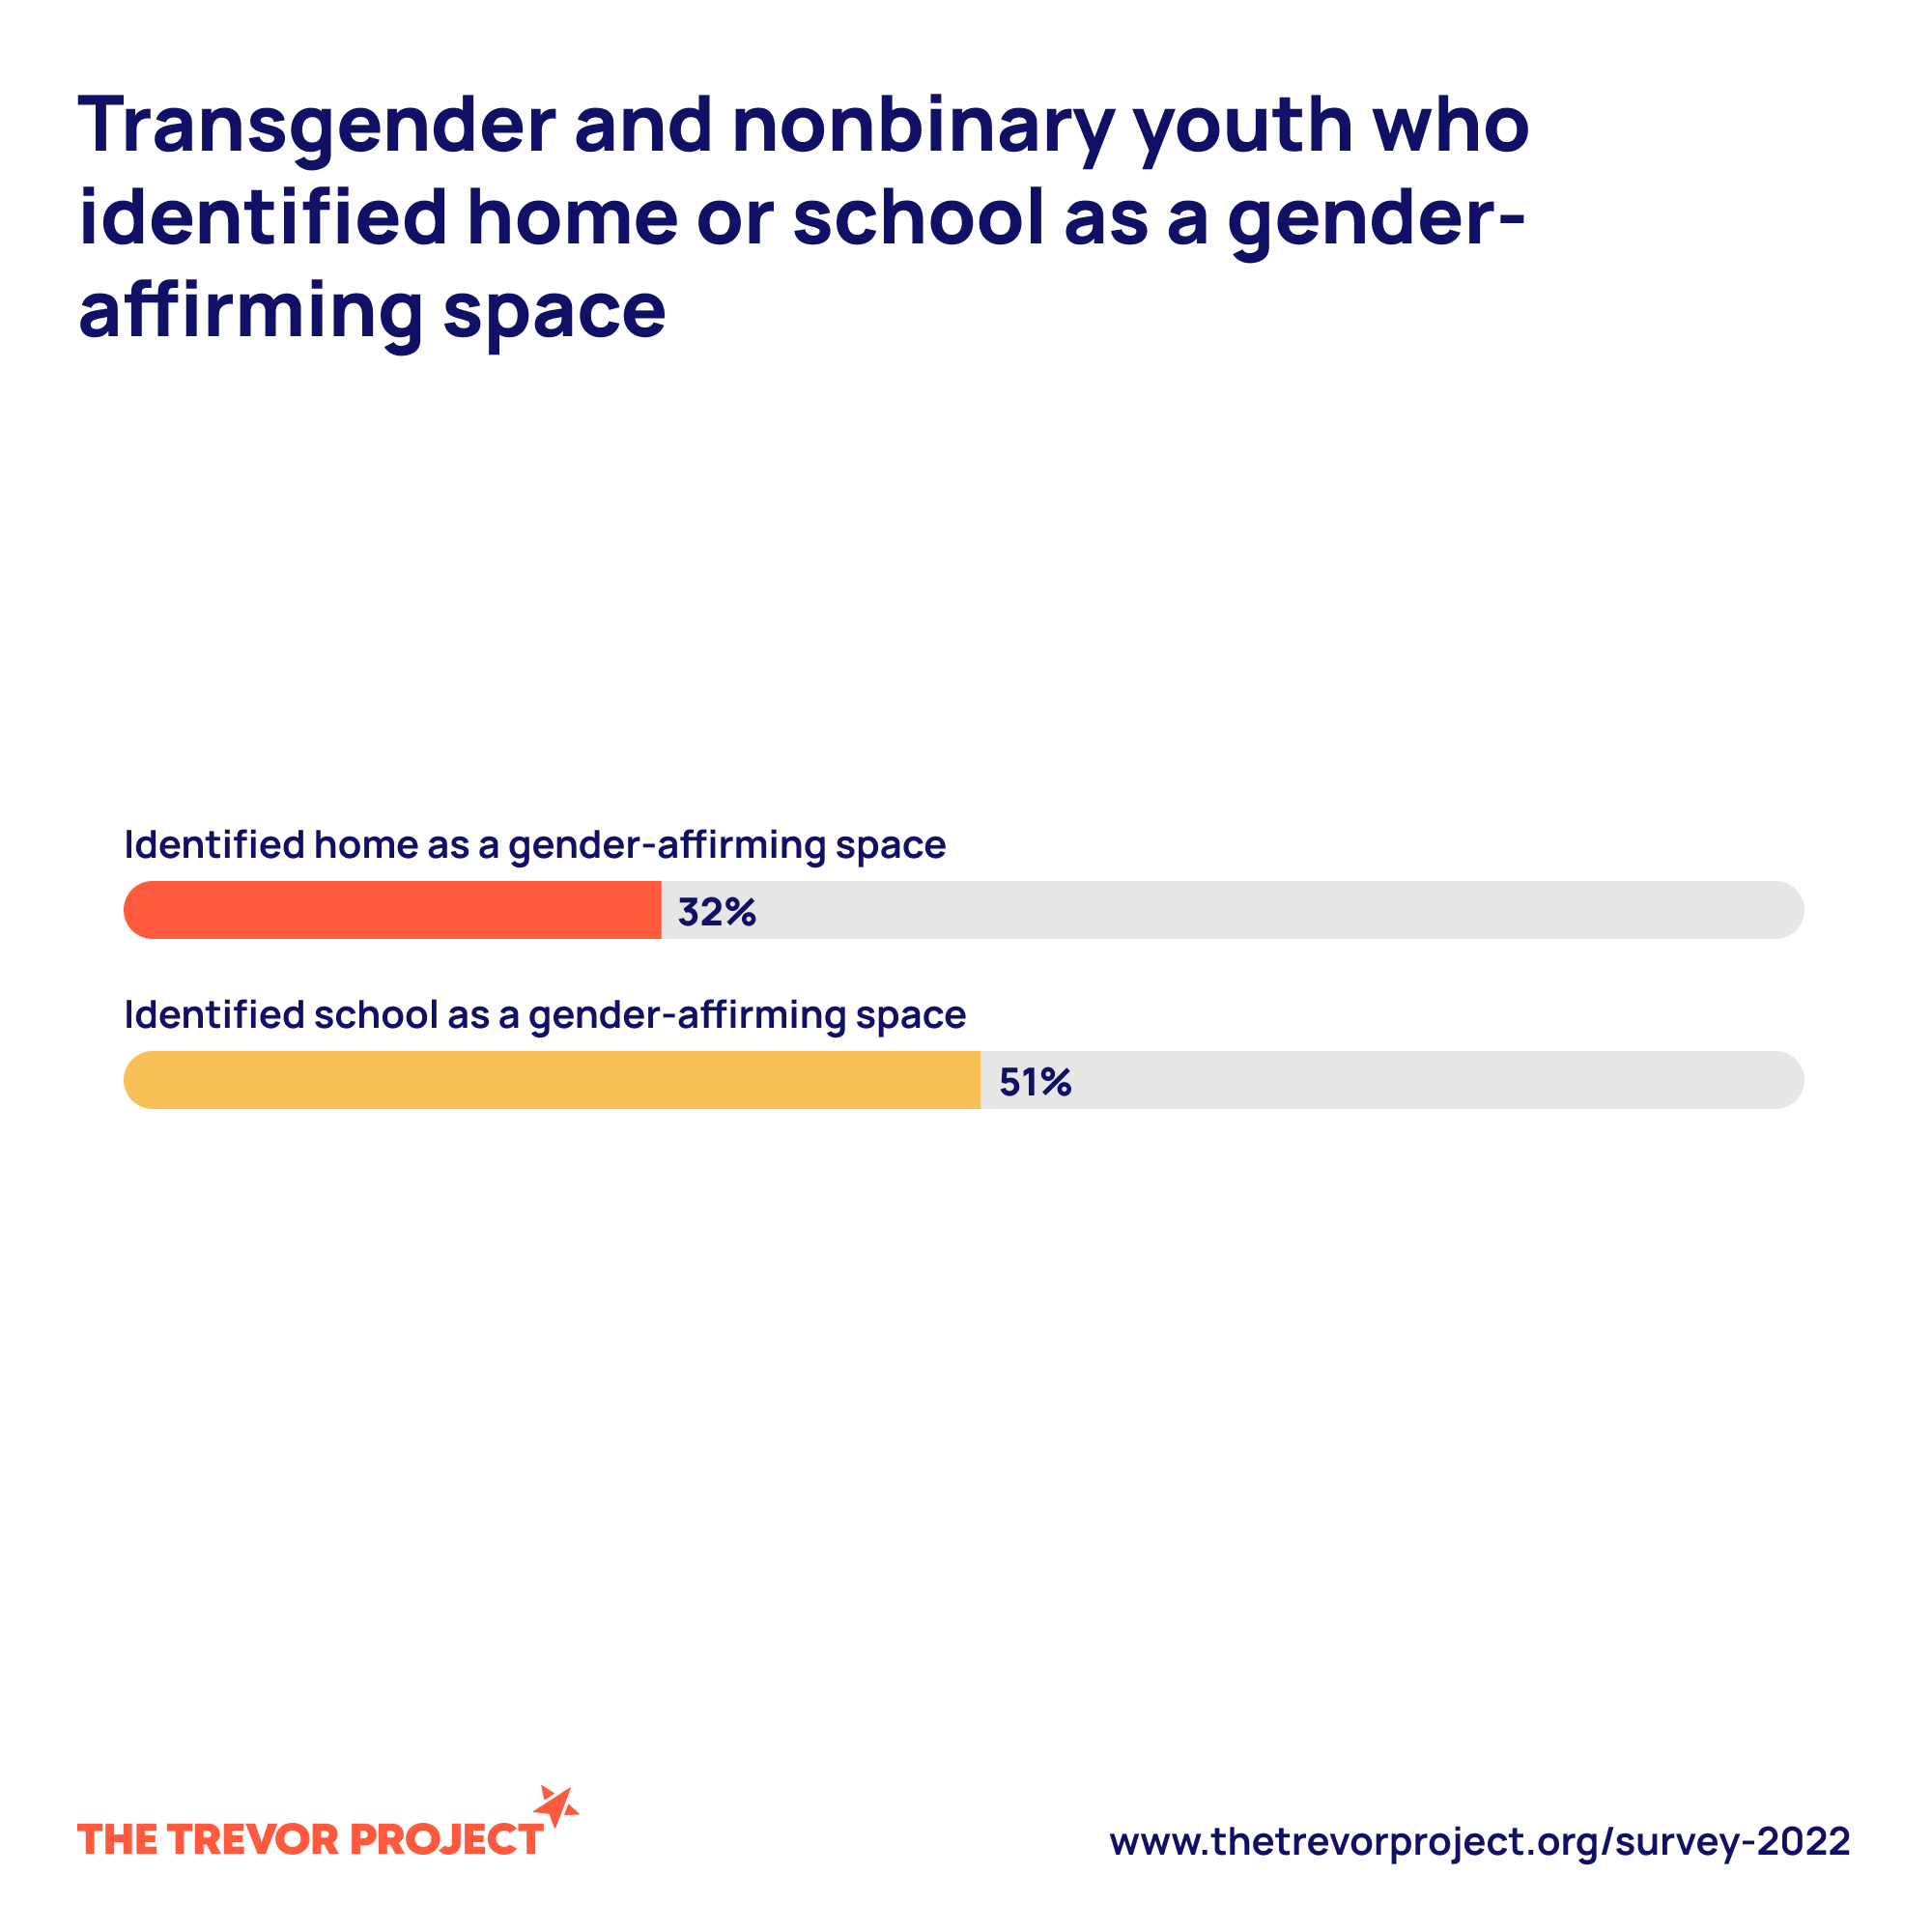 Transgender and nonbinary youth who
identified home or school as a gender-
affirming space
Identified home as a gender-affirming space
32%
Identified school as a gender-affirming space
51%
THE TREVOR PROJECT
www.thetrevorproject.org/survey-2022